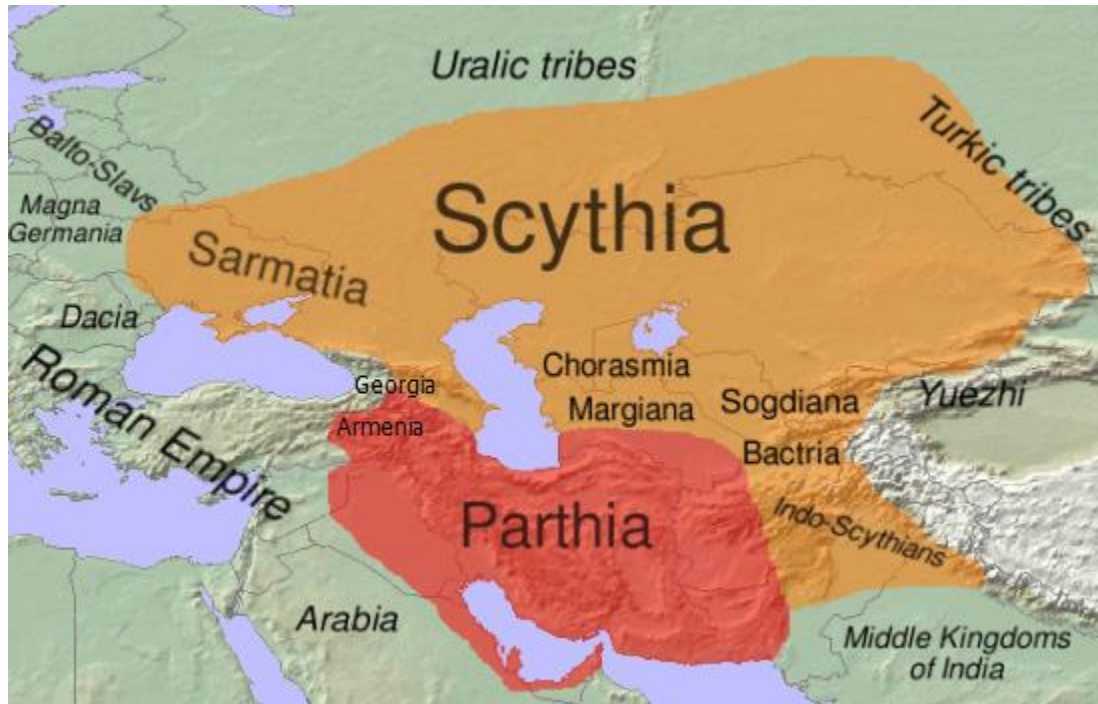 Uralic tribes
Turkic tribes
Balto-Slavs
Magna
Germania
Scythia
Sarmatia
Dacia
Roman Empire
Georgia
Armenia
Chorasmia
Margiana
Sogdiana
Yuezhi
Bactria
Parthia
Indo-Scythians
Arabia
Middle Kingdoms
of India